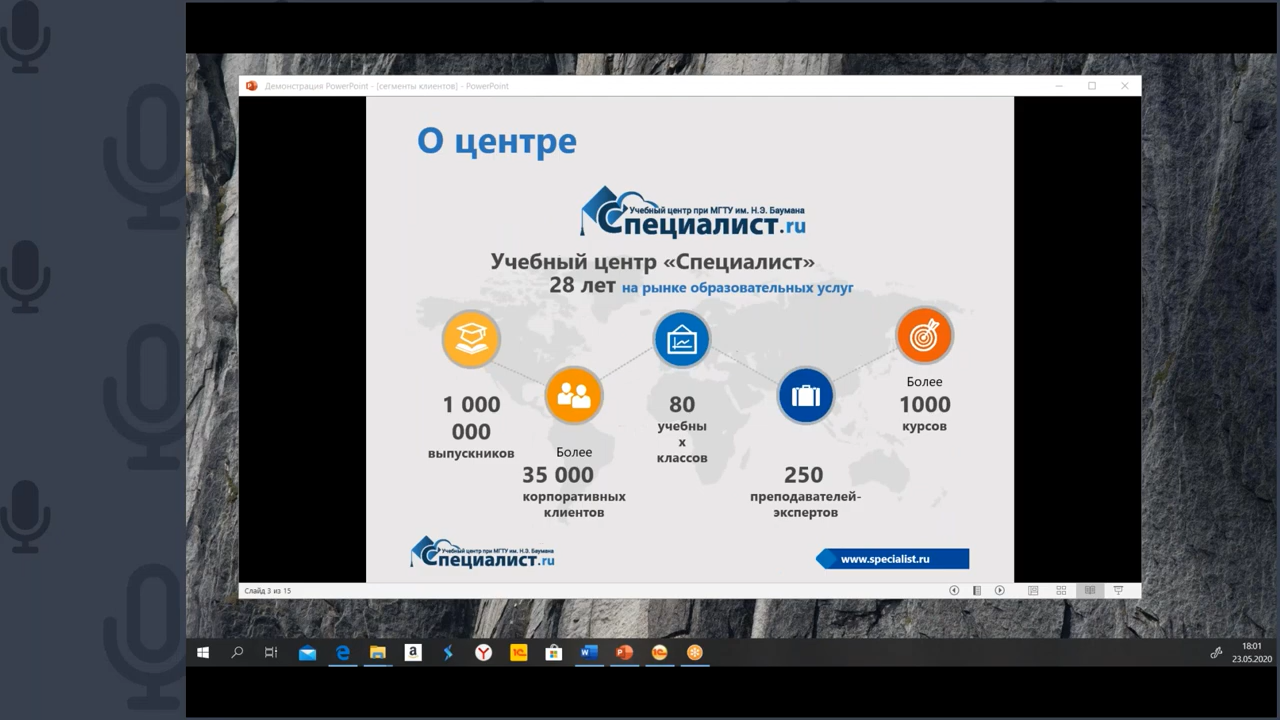 Демонстрация PowerPoint - [сегменты клиентов] - PowerPoint
О центре
Учебный центр при МГТУ им. Н.Э. Баумана
Специалист.ru
Учебный центр «Специалист»
28 лет на рынке образовательных услуг
1 000
000
выпускников
Более
35 000
корпоративных
клиентов
80
учебны
х
классов
250
преподавателей-
экспертов
Более
1000
курсов
Учебный центр при МГТУ им. Н.Э. Баумана
Специалист.ru
www.specialist.ru
Слайд 3 из 15
18:01
23.05.2020